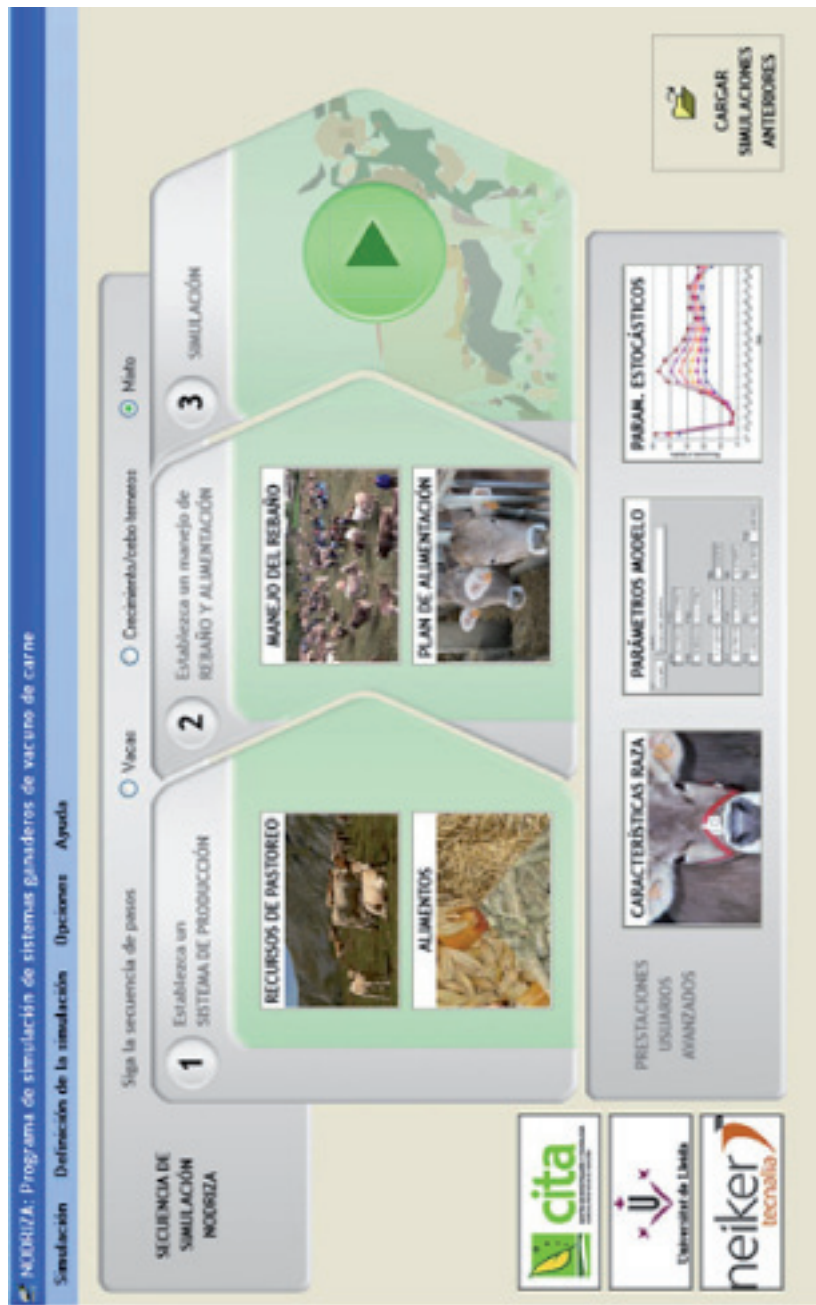 NODRIZA: Programa de simulación de sistemas ganaderos de vacuno de carne
Simulación Definición de la simulación Opciones Ayuda
SECUENCIA DE
SIMULACIÓN
NODRIZA
Siga la secuencia de pasos
Vacas
Crecimiento/cebo terneros
Mixto
1
Establezca un
SISTEMA DE PRODUCCIÓN
RECURSOS DE PASTOREO
ALIMENTOS
2
Establezca un manejo de
REBAÑO Y ALIMENTACIÓN
MANEJO DEL REBAÑO
PLAN DE ALIMENTACIÓN
3
SIMULACIÓN
cita
Universitat de Lleida
neiker
tecnalia
PRESTACIONES
USUARIOS
AVANZADOS
CARACTERÍSTICAS RAZA
PARÁMETROS MODELO
PARAM. ESTOCÁSTICOS
CARGAR
SIMULACIONES
ANTERIORES